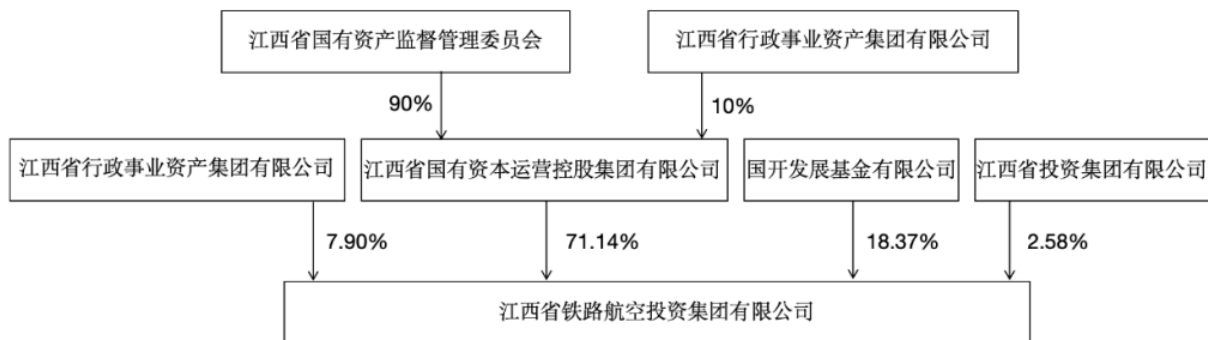 江西省国有资产监督管理委员会
江西省行政事业资产集团有限公司
90%
10%
江西省行政事业资产集团有限公司
江西省国有资本运营控股集团有限公司
国开发展基金有限公司
江西省投资集团有限公司
7.90%
71.14%
18.37%
2.58%
江西省铁路航空投资集团有限公司